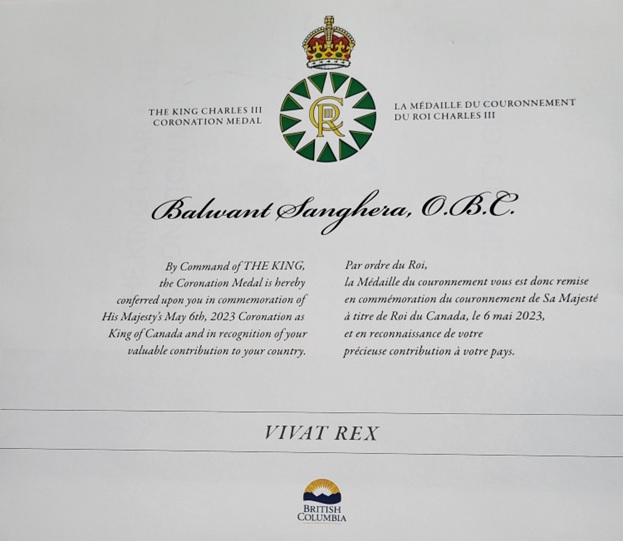 THE KING CHARLES III
CORONATION MEDAL
LA MÉDAILLE DU COURONNEMENT
DU ROI CHARLES III
Balwant Sanghera, O.B.C.
By Command of THE KING,
the Coronation Medal is hereby
conferred upon you in commemoration of
His Majesty's May 6th, 2023 Coronation as
King of Canada and in recognition of your
valuable contribution to your country.
Par ordre du Roi,
la Médaille du couronnement vous est donc remise
en commémoration du couronnement de Sa Majesté
à titre de Roi du Canada, le 6 mai 2023,
et en reconnaissance de votre
précieuse contribution à votre pays.
VIVAT REX
BRITISH
COLUMBIA